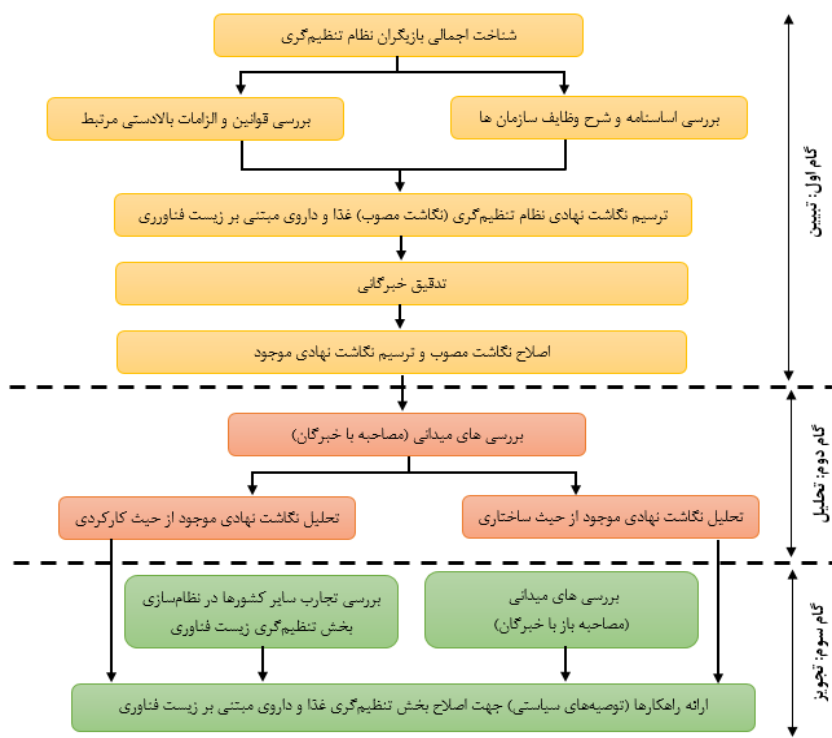 شناخت اجمالی بازیگران نظام تنظیم‌گری
بررسی اساسنامه و شرح وظایف سازمان ها
بررسی قوانین و الزامات بالادستی مرتبط
ترسیم نگاشت نهادی نظام تنظیم‌گری (نگاشت مصوب) غذا و داروی مبتنی بر زیست فناورری
تدقیق خبرگانی
اصلاح نگاشت مصوب و ترسیم نگاشت نهادی موجود
گام اول: تبیین
بررسی های میدانی (مصاحبه با خبرگان)
تحلیل نگاشت نهادی موجود از حیث ساختاری
تحلیل نگاشت نهادی موجود از حیث کارکردی
گام دوم: تحلیل
بررسی های میدانی
(مصاحبه باز با خبرگان)
بررسی تجارب سایر کشورها در نظام‌سازی
بخش تنظیم‌گری زیست فناوری
ارائه راهکارها (توصیه‌های سیاستی) جهت اصلاح بخش تنظیم‌گری غذا و داروی مبتنی بر زیست فناوری
گام سوم: تجویز